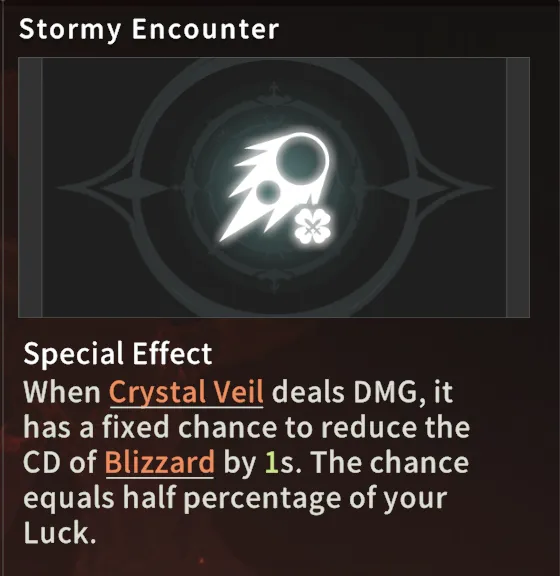 Stormy Encounter
Special Effect
When Crystal Veil deals DMG, it
has a fixed chance to reduce the
CD of Blizzard by 1s. The chance
equals half percentage of your
Luck.